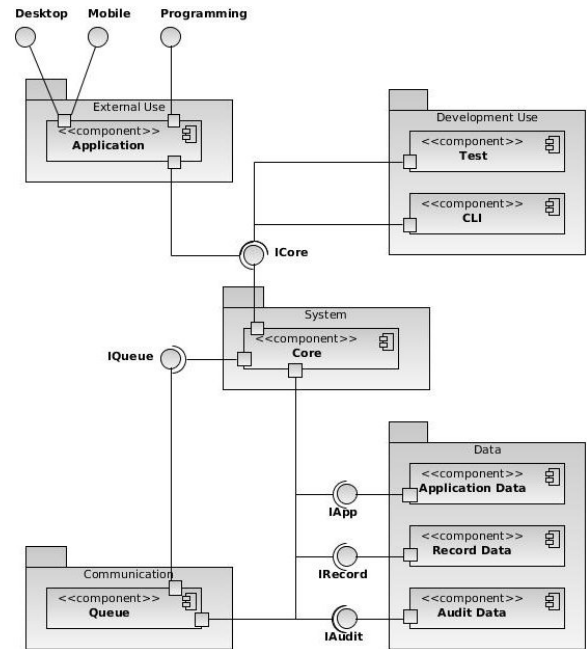 Desktop
Mobile
Programming
External Use
<<component>>
Application
Development Use
<<component>>
Test
<<component>>
CLI
ICore
System
<<component>>
Core
IQueue
Data
<<component>>
Application Data
IApp
<<component>>
Record Data
IRecord
Communication
<<component>>
Queue
<<component>>
Audit Data
IAudit